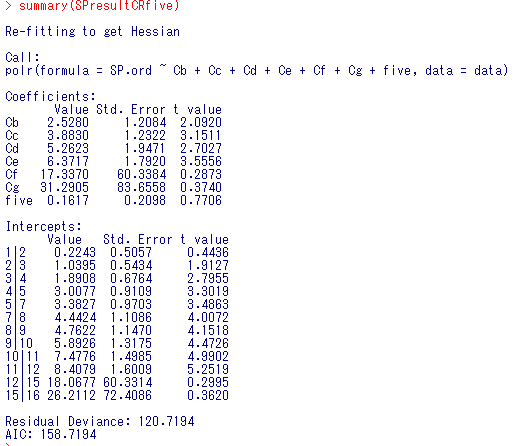 > summary(SPresultCRfive)
Re-fitting to get Hessian
Call:
polr(formula = SP.ord ~ Cb + Cc + Cd + Ce + Cf + Cg + five, data = data)
Coefficients:
Value Std. Error t value
Cb 2.5280 1.2084 2.0920
Cc 3.8830 1.2322 3.1511
Cd 5.2623 1.9471 2.7027
Ce 6.3717 1.7920 3.5556
Cf 17.3370 60.3384 0.2873
Cg 31.2905 83.6558 0.3740
five 0.1617 0.2098 0.7706
Intercepts:
Value Std. Error t value
1|2 0.2243 0.5057 0.4436
2|3 1.0395 0.5434 1.9127
3|4 1.8908 0.6764 2.7955
4|5 3.0077 0.9109 3.3019
5|7 3.3827 0.9703 3.4863
7|8 4.4424 1.1086 4.0072
8|9 4.7622 1.1470 4.1518
9|10 5.8926 1.3175 4.4726
10|11 7.4776 1.4985 4.9902
11|12 8.4079 1.6009 5.2519
12|15 18.0677 60.3314 0.2995
15|16 26.2112 72.4086 0.3620
Residual Deviance: 120.7194
AIC: 158.7194